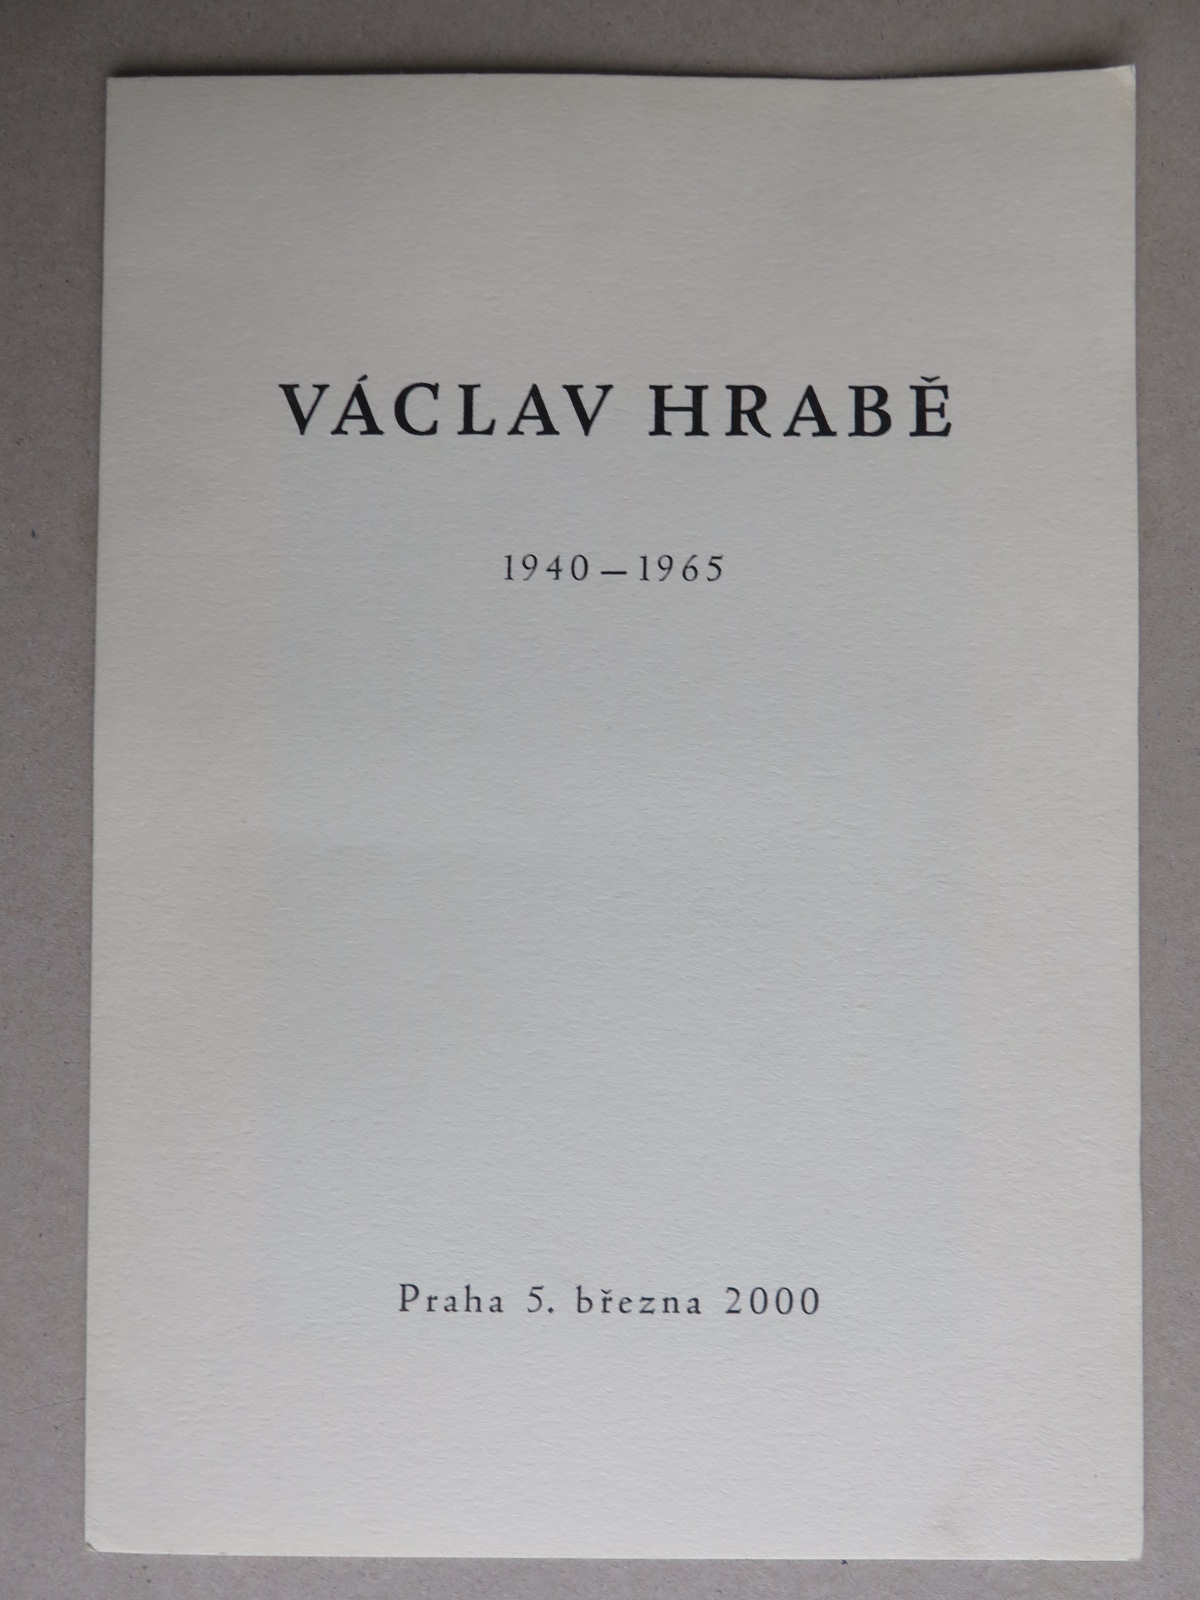 VÁCLAV HRABĚ
1940 – 1965
Praha 5. března 2000